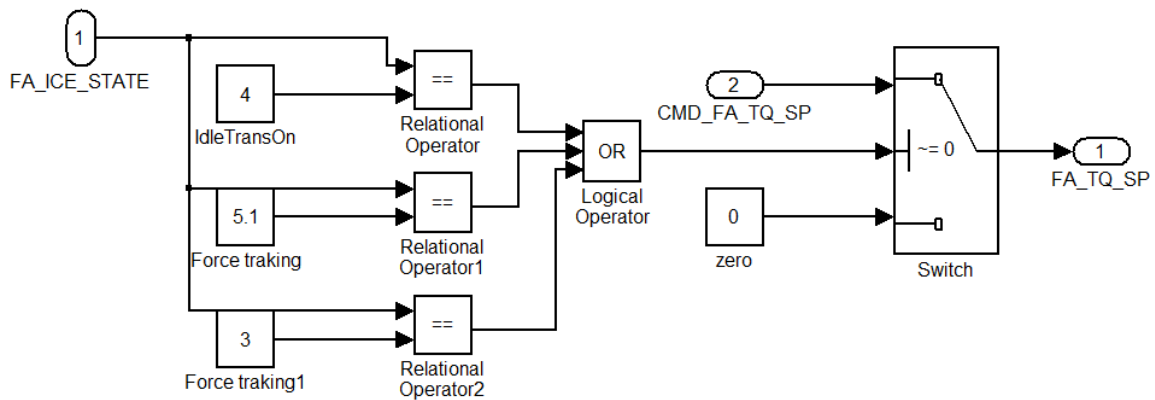 1
FA_ICE_STATE
4
IdleTransOn
==
Relational
Operator
5.1
Force traking
==
Relational
Operator1
3
Force traking1
==
Relational
Operator2
OR
Logical
Operator
2
CMD_FA_TQ_SP
0
zero
~= 0
Switch
1
FA_TQ_SP